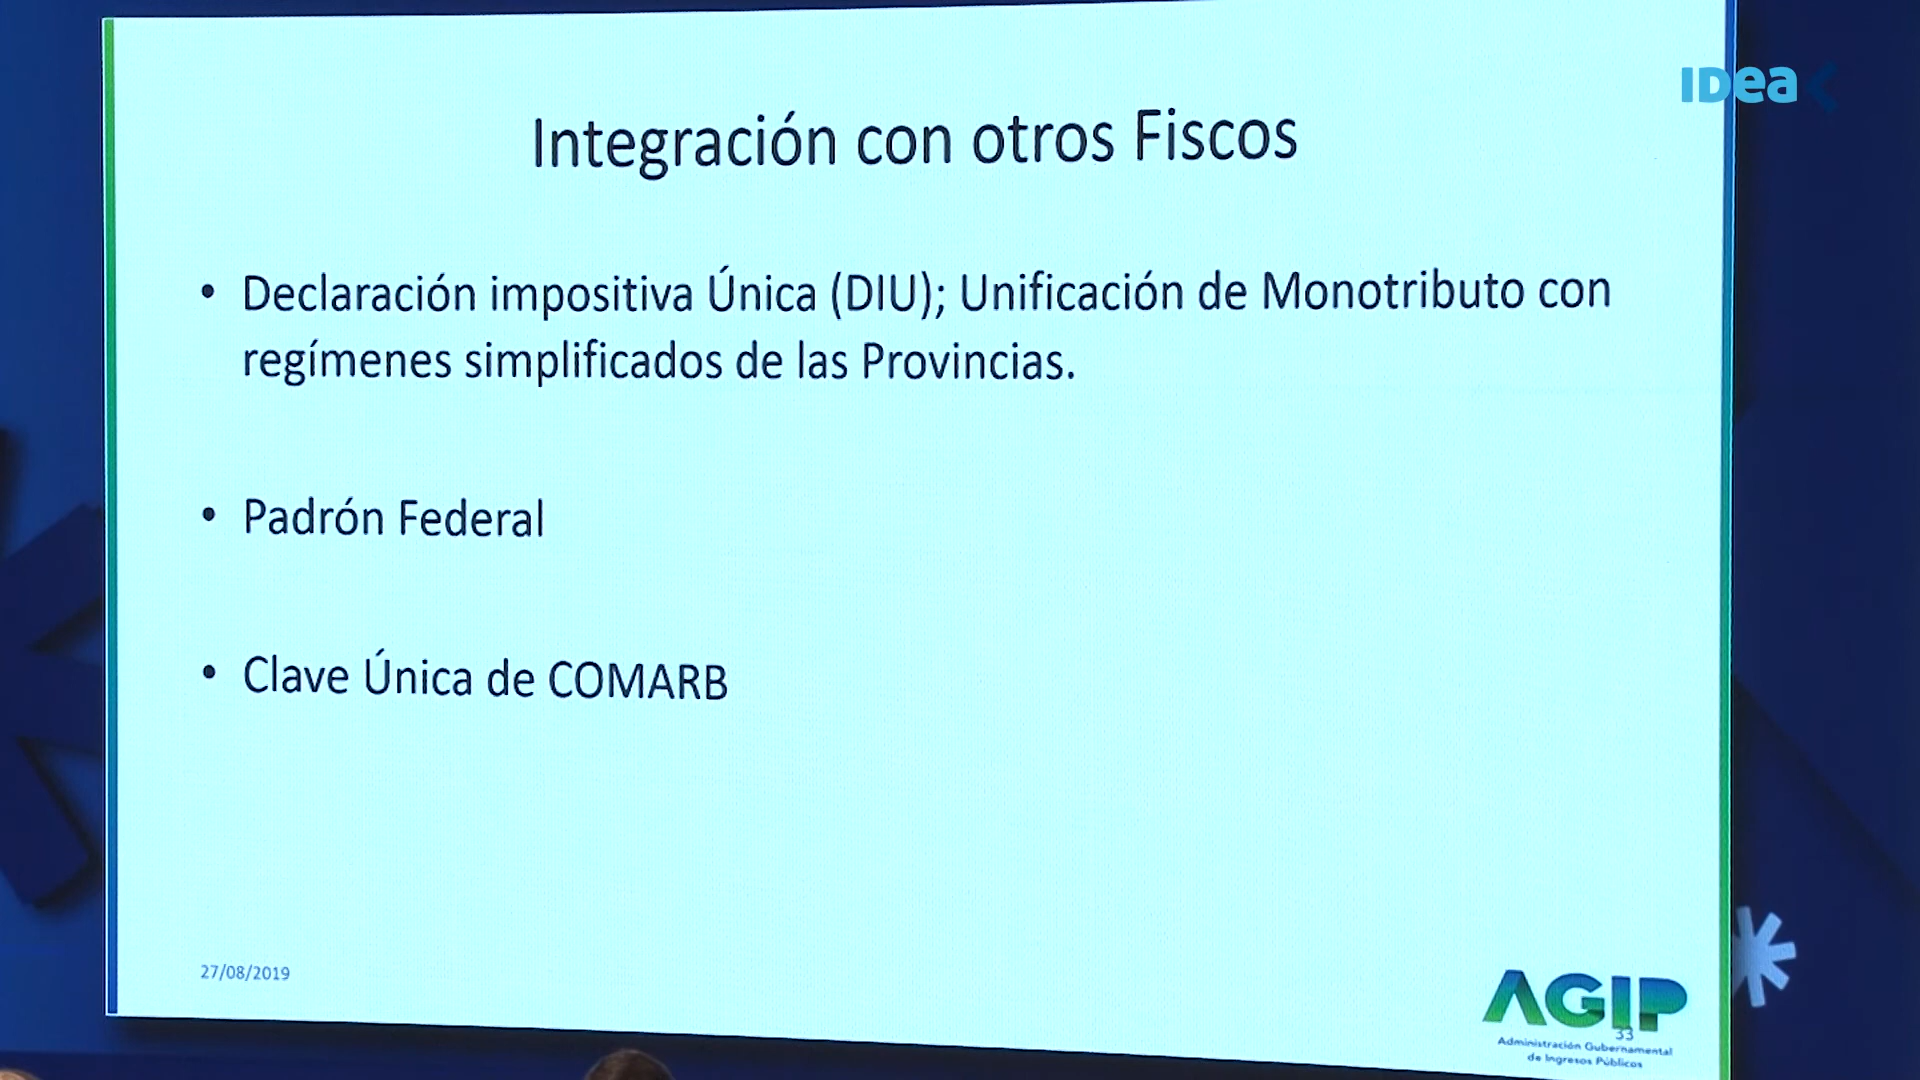 IDea
Integración con otros Fiscos
• Declaración impositiva Única (DIU); Unificación de Monotributo con
regímenes simplificados de las Provincias.
• Padrón Federal
• Clave Única de COMARB
27/08/2019
AGIP
33
Administración Gubernamental
de Ingresos Públicos